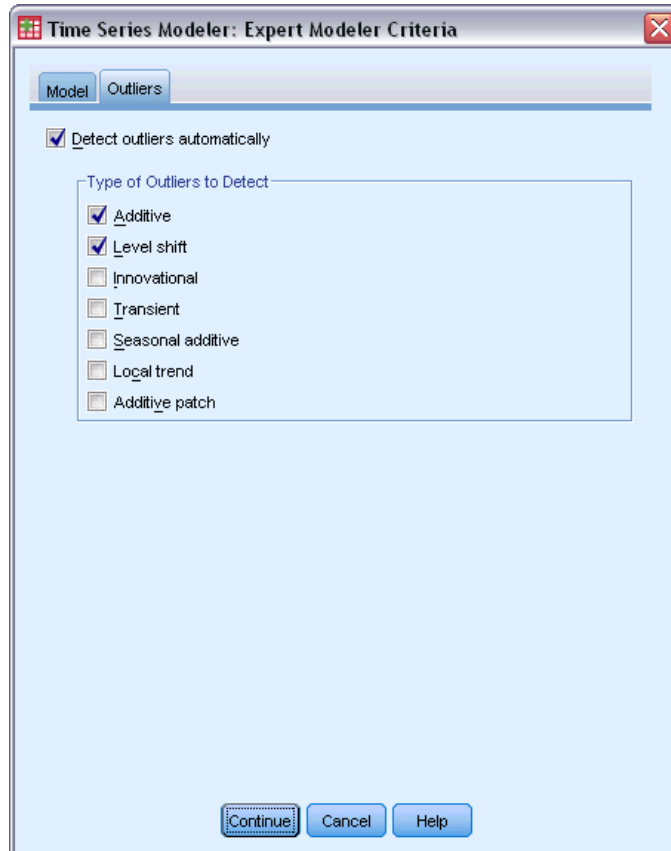 Time Series Modeler: Expert Modeler Criteria
Model Outliers
Detect outliers automatically
Type of Outliers to Detect
Additive
Level shift
Innovational
Transient
Seasonal additive
Local trend
Additive patch
Continue Cancel Help